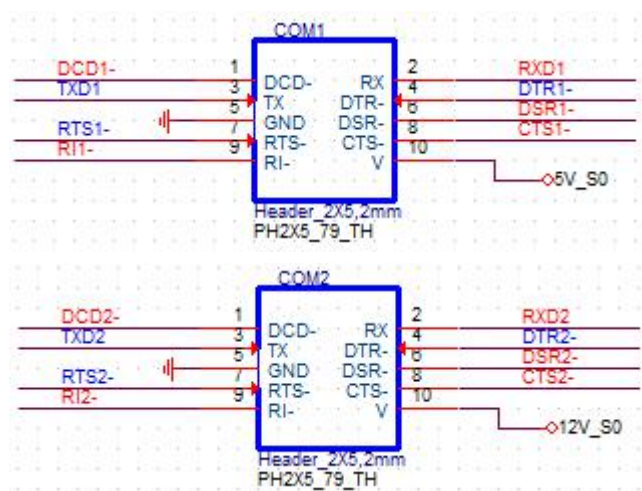 COM1
DCD1- 1 DCD- RX 2 RXD1
TXD1 3 TX DTR- 4 DTR1-
5 GND DSR- 6 DSR1-
RTS1- 7 RTS- CTS- 8 CTS1-
RI1- 9 RI- V 10
5V_S0
Header_2X5,2mm
PH2X5_79_TH
COM2
DCD2- 1 DCD- RX 2 RXD2
TXD2 3 TX DTR- 4 DTR2-
5 GND DSR- 6 DSR2-
RTS2- 7 RTS- CTS- 8 CTS2-
RI2- 9 RI- V 10
12V_S0
Header_2X5,2mm
PH2X5_79_TH